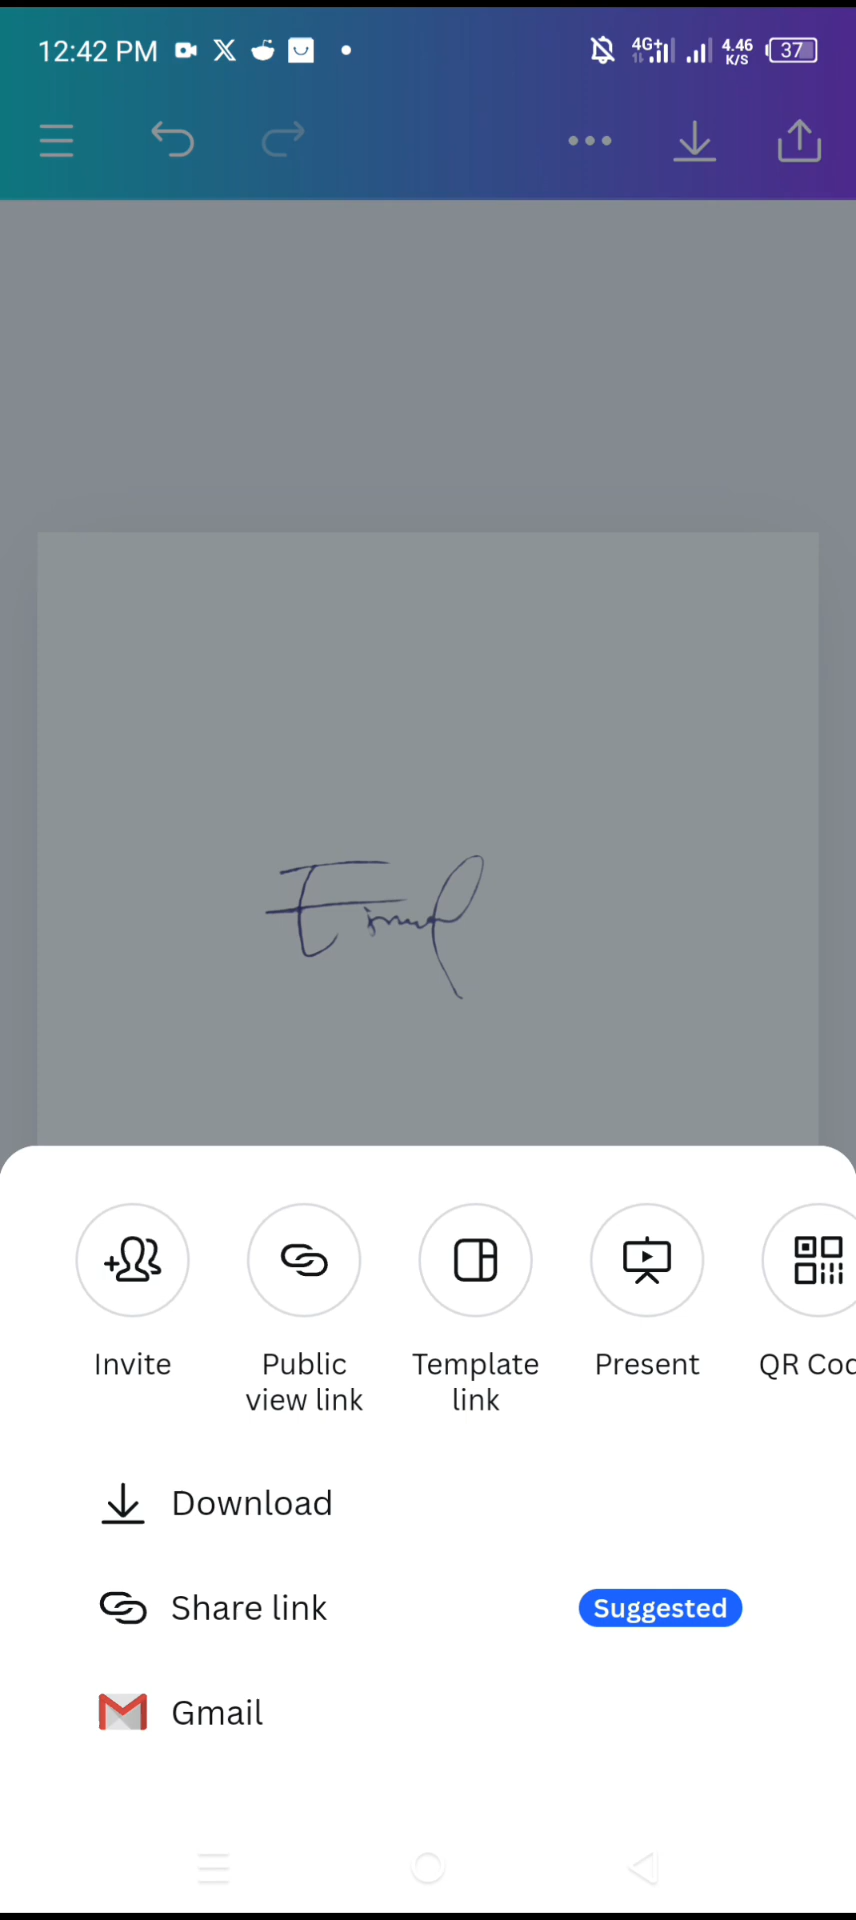 12:42 PM 4G+ 4.46 K/S 37
Invite
Public view link
Template link
Present
QR Cod
Download
Share link Suggested
Gmail